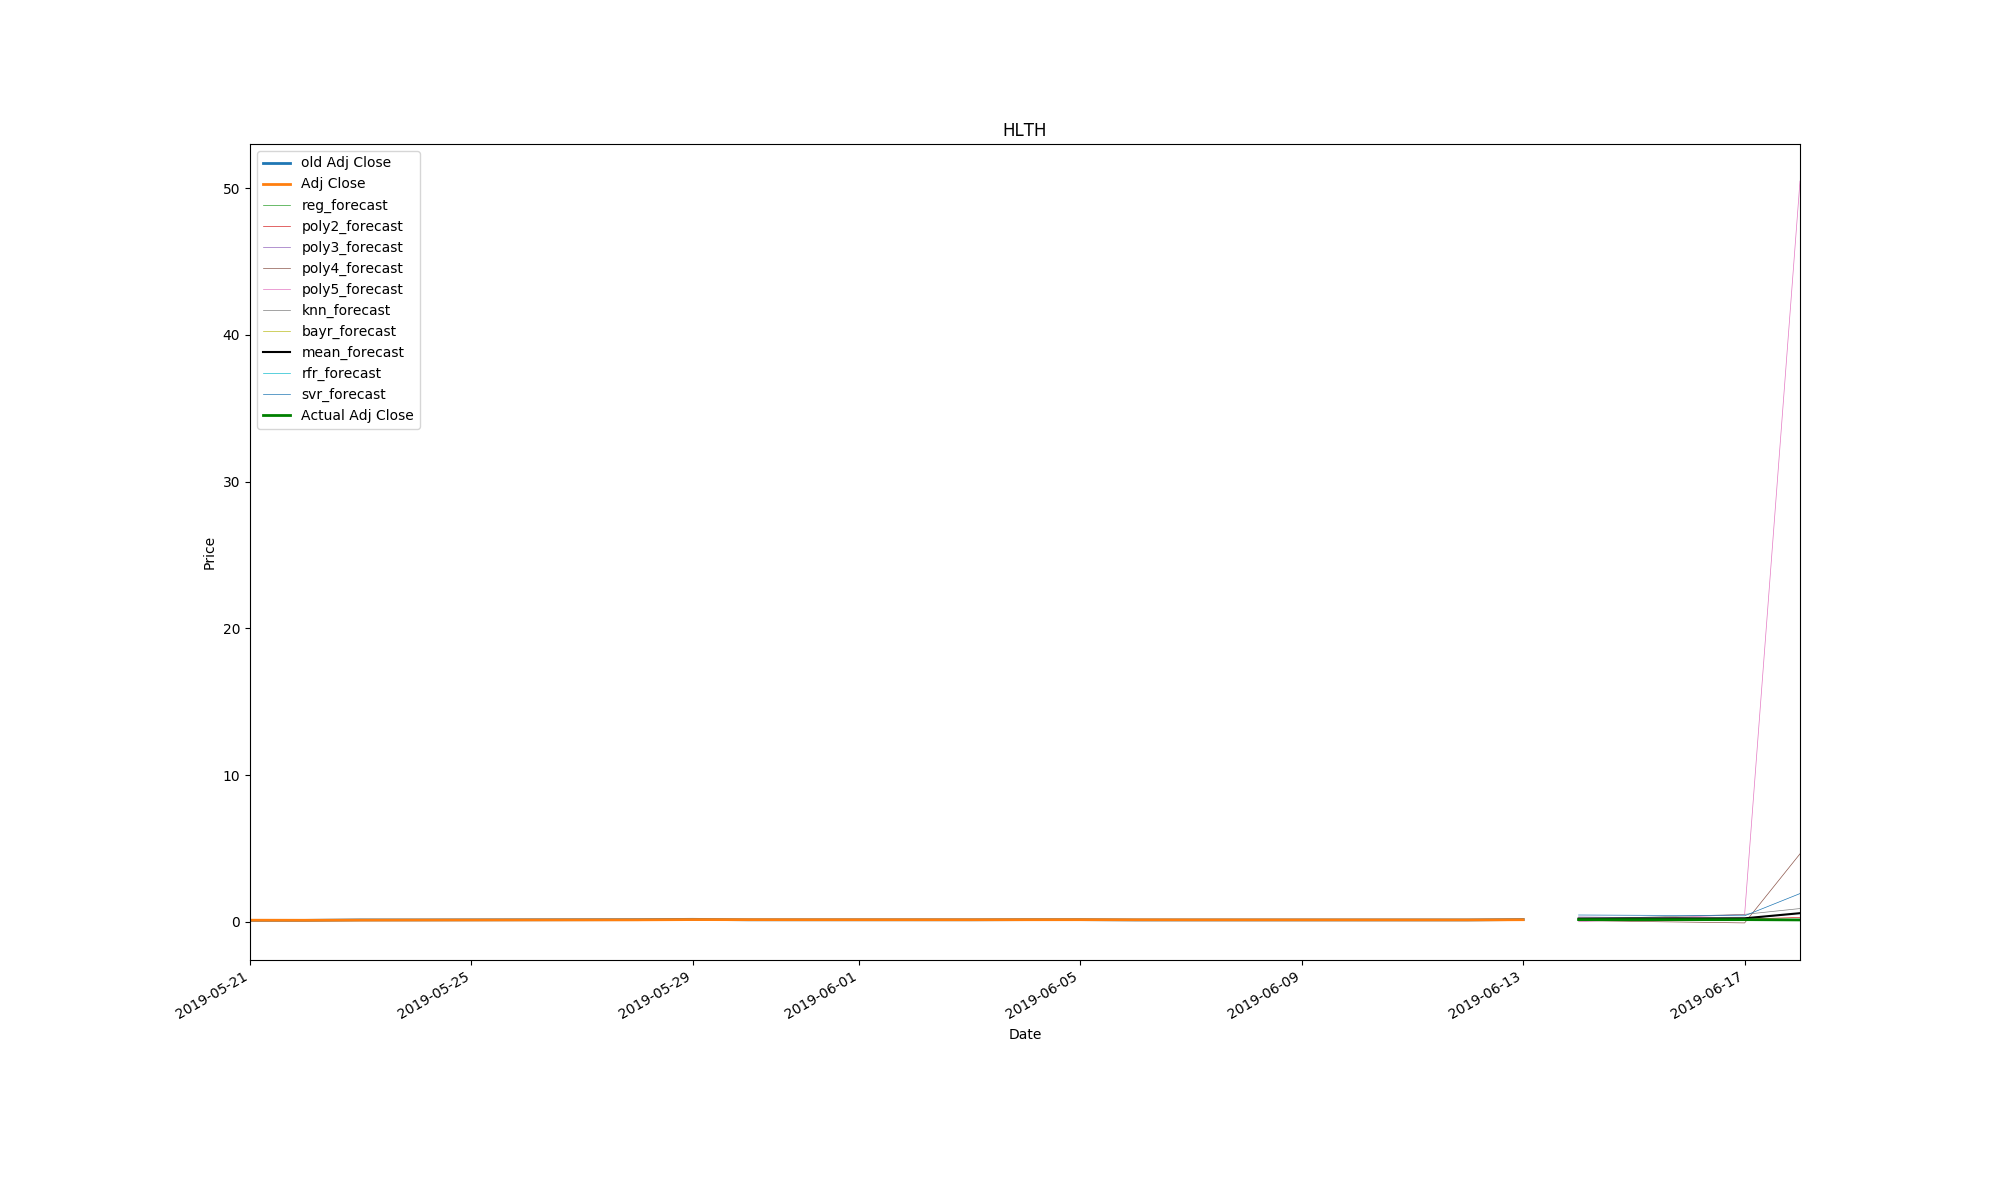 HLTH
old Adj Close
Adj Close
reg_forecast
poly2_forecast
poly3_forecast
poly4_forecast
poly5_forecast
knn_forecast
bayr_forecast
mean_forecast
rfr_forecast
svr_forecast
Actual Adj Close
50
40
30
20
10
0
Price
2019-05-21
2019-05-25
2019-05-29
2019-06-01
2019-06-05
2019-06-09
2019-06-13
2019-06-17
Date